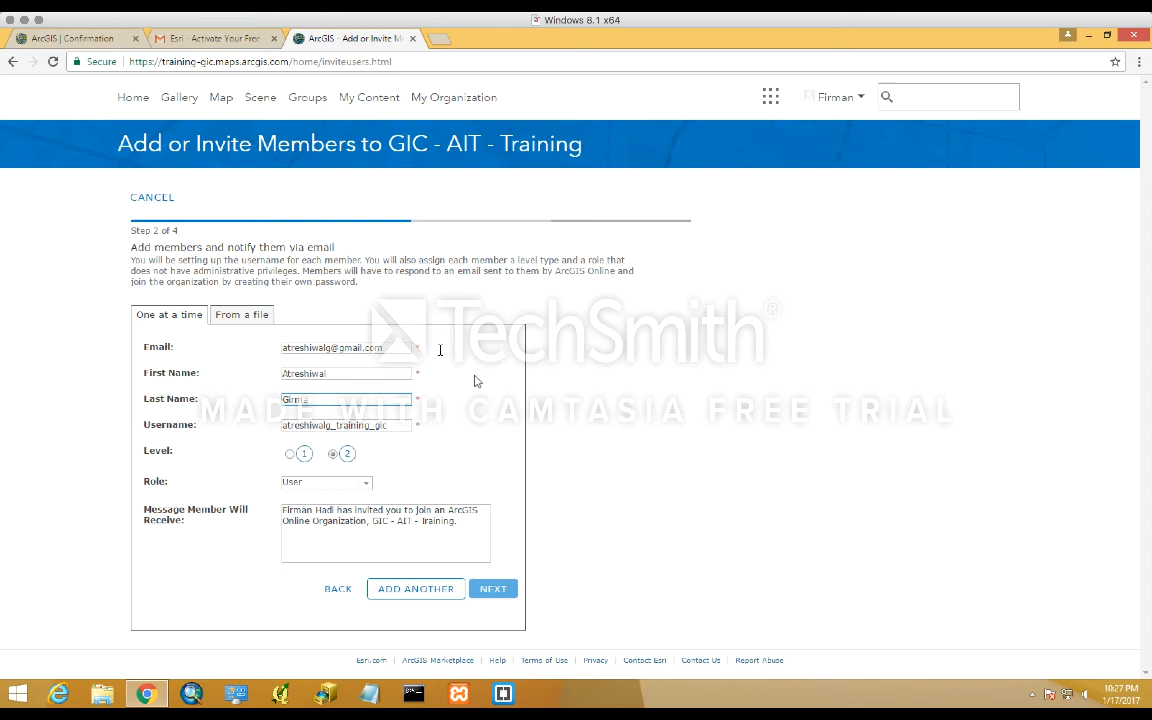 Windows 8.1 x64
ArcGIS | Confirmation
Esri - Activate Your Free
ArcGIS - Add or Invite M
Secure
https://training-gic.maps.arcgis.com/home/inviteusers.html
Home Gallery Map Scene Groups My Content My Organization
Firman
Add or Invite Members to GIC - AIT - Training
CANCEL
Step 2 of 4
Add members and notify them via email
You will be setting up the username for each member. You will also assign each member a level type and a role that
does not have administrative privileges. Members will have to respond to an email sent to them by ArcGIS Online and
join the organization by creating their own password.
One at a time
From a file
TechSmith®
Email: atreshiwalg@gmail.com *
First Name: Atreshiwal *
Last Name: Girma *
MADE WITH CAMTASIA FREE TRIAL
Username: atreshiwalg_training_gic *
Level: 1 2
Role: User
Message Member Will
Receive:
Firman Hadi has invited you to join an ArcGIS
Online Organization, GIC - AIT - Training.
BACK ADD ANOTHER NEXT
Esri.com | ArcGIS Marketplace | Help | Terms of Use | Privacy | Contact Esri | Contact Us | Report Abuse
10:27 PM
1/17/2017